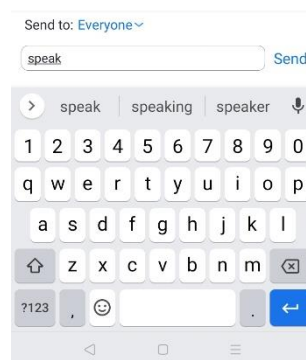 Send to: Everyone
speak
Send
speak speaking speaker
1 2 3 4 5 6 7 8 9 0
q w e r t y u i o p
a s d f g h j k l
z x c v b n m
?123 , .